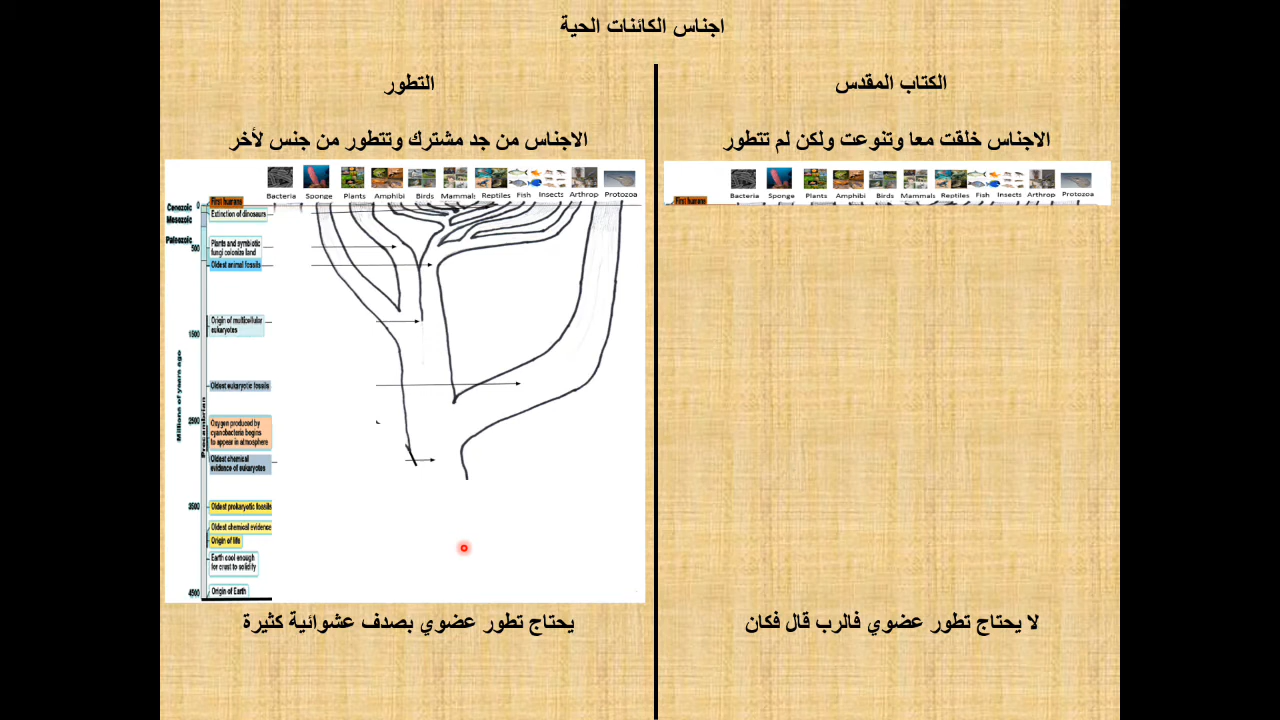 اجناس الكائنات الحية
الكتاب المقدس
الاجناس خلقت معا وتنوعت ولكن لم تتطور
Bacteria Sponge Plants Amphibi Birds Mammals Reptiles Fish Insects Arthrop Protozoa
First humans
لا يحتاج تطور عضوي فالرب قال فكان
التطور
الاجناس من جد مشترك وتتطور من جنس لأخر
Bacteria Sponge Plants Amphibi Birds Mammals Reptiles Fish Insects Arthrop Protozoa
First humans
Cenozoic 0
Extinction of dinosaurs
Mesozoic
Paleozoic
Plants and symbiotic
fungi colonize land
500
Oldest animal fossils
Origin of multicellular
eukaryotes
1500
Millions of years ago
Precambrian
Oldest eukaryotic fossils
2500
Oxygen produced by
cyanobacteria begins
to appear in atmosphere
Oldest chemical
evidence of eukaryotes
3500
Oldest prokaryotic fossils
Oldest chemical evidence
Origin of life
Earth cool enough
for crust to solidify
Origin of Earth
4500
يحتاج تطور عضوي بصدف عشوائية كثيرة